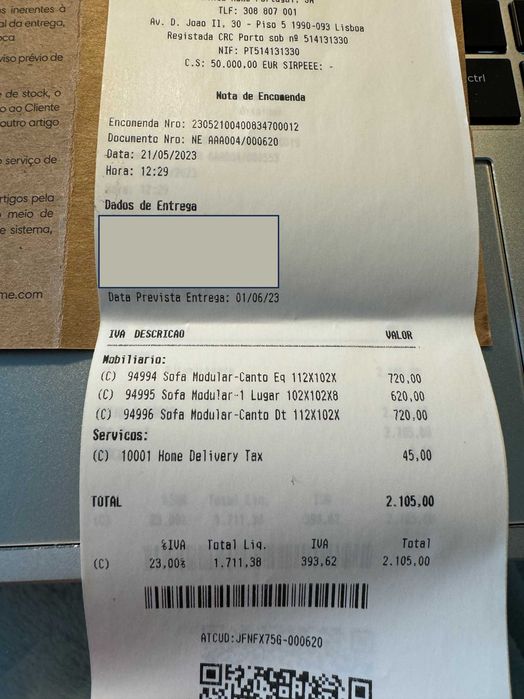 TLF: 308 807 001
Av. D. Joao II, 30 - Piso 5 1990-093 Lisboa
Registada CRC Porto sob nº 514131330
NIF: PT514131330
C.S: 50.000,00 EUR SIRPEEE: -
Nota de Encomenda
Encomenda Nro: 23052100400834700012
Documento Nro: NE AAA004/000620
Data: 21/05/2023
Hora: 12:29
Dados de Entrega
Data Prevista Entrega: 01/06/23
IVA DESCRICAO VALOR
Mobiliario:
(C) 94994 Sofa Modular-Canto Eq 112X102X 720,00
(C) 94995 Sofa Modular-1 Lugar 102X102X8 620,00
(C) 94996 Sofa Modular-Canto Dt 112X102X 720,00
Servicos:
(C) 10001 Home Delivery Tax 45,00
TOTAL 2.105,00
%IVA Total Liq. IVA Total
(C) 23,00% 1.711,38 393,62 2.105,00
ATCUD:JFNFX75G-000620
s inerentes à
al da entrega,
oca
viso prévio de
de stock, o
o ao Cliente
outro artigo
o serviço de
rtigos pela
meio de
e sistema,
me.com
ctrl